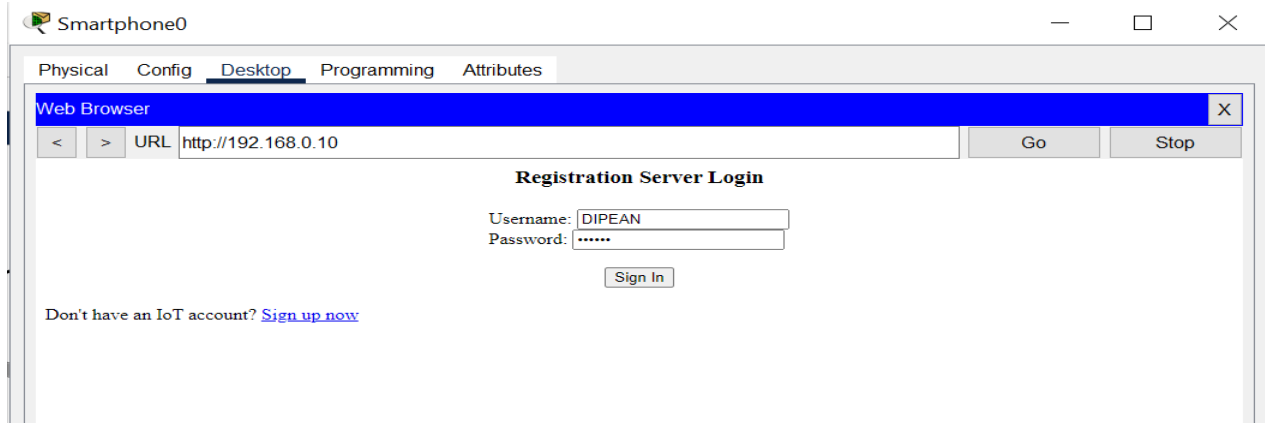 Smartphone0
Physical Config Desktop Programming Attributes
Web Browser X
< > URL http://192.168.0.10 Go Stop
Registration Server Login
Username: DIPEAN
Password: ••••••
Sign In
Don't have an IoT account? Sign up now